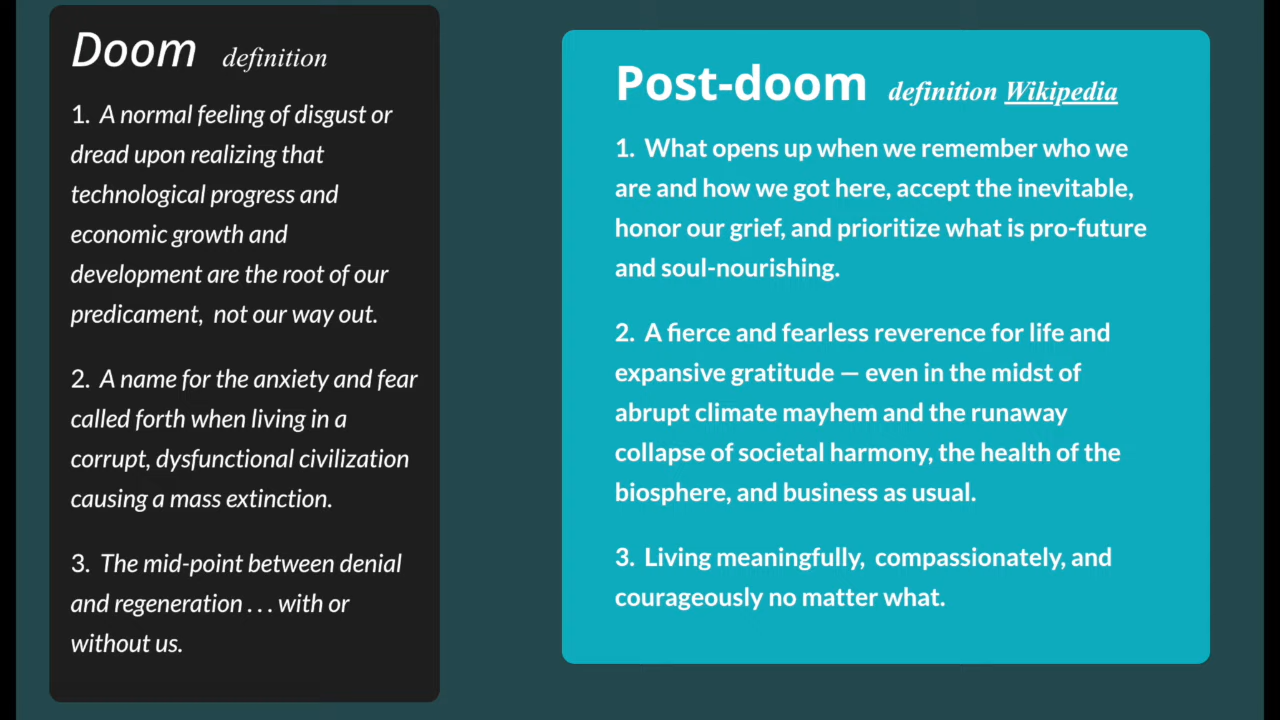 Doom definition
1. A normal feeling of disgust or
dread upon realizing that
technological progress and
economic growth and
development are the root of our
predicament, not our way out.
2. A name for the anxiety and fear
called forth when living in a
corrupt, dysfunctional civilization
causing a mass extinction.
3. The mid-point between denial
and regeneration . . . with or
without us.
Post-doom definition Wikipedia
1. What opens up when we remember who we
are and how we got here, accept the inevitable,
honor our grief, and prioritize what is pro-future
and soul-nourishing.
2. A fierce and fearless reverence for life and
expansive gratitude — even in the midst of
abrupt climate mayhem and the runaway
collapse of societal harmony, the health of the
biosphere, and business as usual.
3. Living meaningfully, compassionately, and
courageously no matter what.